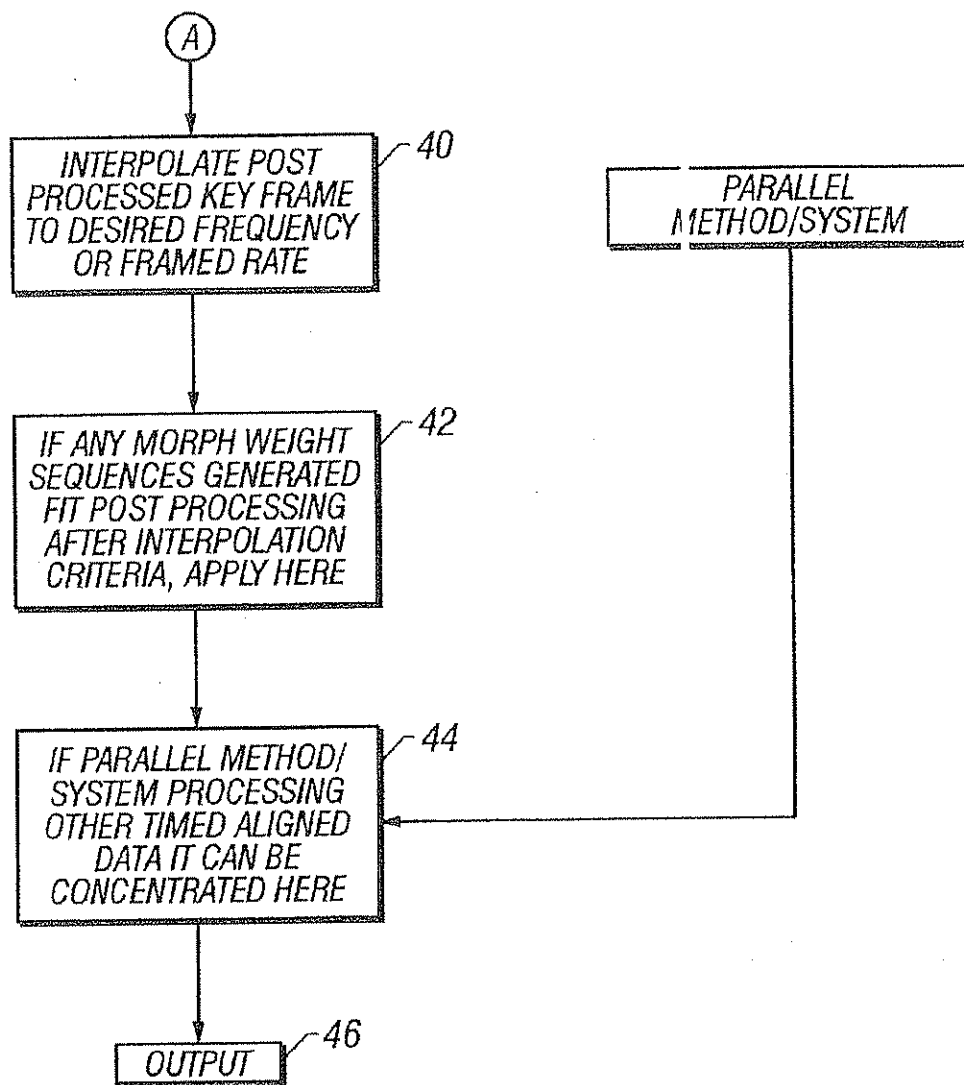 A
INTERPOLATE POST
PROCESSED KEY FRAME
TO DESIRED FREQUENCY
OR FRAMED RATE
40
PARALLEL
METHOD/SYSTEM
IF ANY MORPH WEIGHT
SEQUENCES GENERATED
FIT POST PROCESSING
AFTER INTERPOLATION
CRITERIA, APPLY HERE
42
IF PARALLEL METHOD/
SYSTEM PROCESSING
OTHER TIMED ALIGNED
DATA IT CAN BE
CONCENTRATED HERE
44
OUTPUT
46